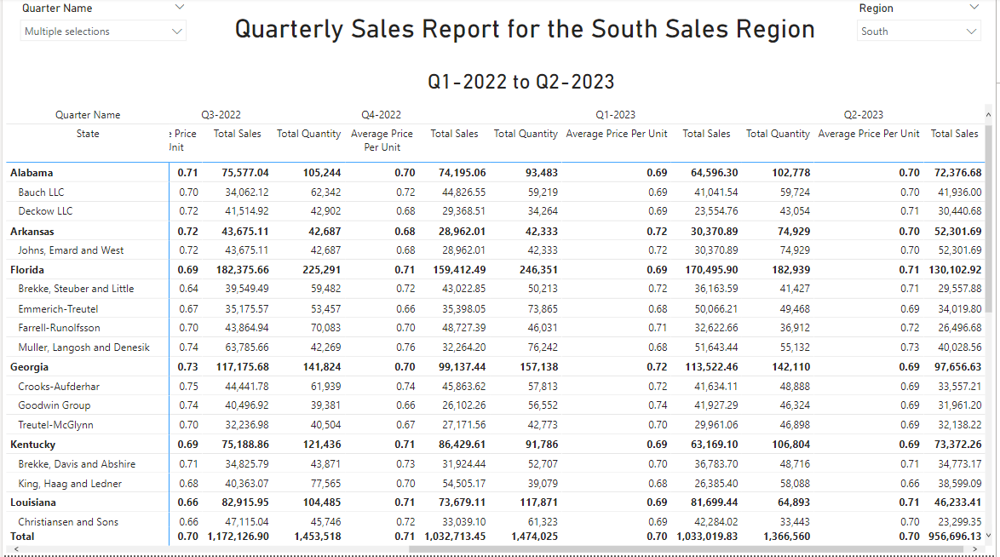 Quarter Name
Multiple selections
Quarterly Sales Report for the South Sales Region
Region
South
Q1-2022 to Q2-2023
Quarter Name Q3-2022 Q4-2022 Q1-2023 Q2-2023
State Price Unit Total Sales Total Quantity Average Price Per Unit Total Sales Total Quantity Average Price Per Unit Total Sales Total Quantity Average Price Per Unit Total Sales
Alabama 0.71 75,577.04 105,244 0.70 74,195.06 93,483 0.69 64,596.30 102,778 0.70 72,376.68
Bauch LLC 0.70 34,062.12 62,342 0.72 44,826.55 59,219 0.69 41,041.54 59,724 0.70 41,936.00
Deckow LLC 0.72 41,514.92 42,902 0.68 29,368.51 34,264 0.69 23,554.76 43,054 0.71 30,440.68
Arkansas 0.72 43,675.11 42,687 0.68 28,962.01 42,333 0.72 30,370.89 74,929 0.70 52,301.69
Johns, Emard and West 0.72 43,675.11 42,687 0.68 28,962.01 42,333 0.72 30,370.89 74,929 0.70 52,301.69
Florida 0.69 182,375.66 225,291 0.71 159,412.49 246,351 0.69 170,495.90 182,939 0.71 130,102.92
Brekke, Steuber and Little 0.64 39,549.49 59,482 0.72 43,022.85 50,213 0.72 36,163.59 41,427 0.71 29,557.88
Emmerich-Treutel 0.67 35,175.57 53,457 0.66 35,398.05 73,865 0.68 50,066.21 49,468 0.69 34,019.80
Farrell-Runolfsson 0.70 43,864.94 70,083 0.70 48,727.39 46,031 0.71 32,622.66 36,912 0.72 26,496.68
Muller, Langosh and Denesik 0.74 63,785.66 42,269 0.76 32,264.20 76,242 0.68 51,643.44 55,132 0.73 40,028.56
Georgia 0.73 117,175.68 141,824 0.70 99,137.44 157,138 0.72 113,522.46 142,110 0.69 97,656.63
Crooks-Aufderhar 0.75 44,441.78 61,939 0.74 45,863.62 57,813 0.72 41,634.11 48,888 0.69 33,557.21
Goodwin Group 0.74 40,496.92 39,381 0.66 26,102.26 56,552 0.74 41,927.29 46,324 0.69 31,961.20
Treutel-McGlynn 0.70 32,236.98 40,504 0.67 27,171.56 42,773 0.70 29,961.06 46,898 0.69 32,138.22
Kentucky 0.69 75,188.86 121,436 0.71 86,429.61 91,786 0.69 63,169.10 106,804 0.69 73,372.26
Brekke, Davis and Abshire 0.71 34,825.79 43,871 0.73 31,924.44 52,707 0.70 36,783.70 48,716 0.71 34,773.17
King, Haag and Ledner 0.68 40,363.07 77,565 0.70 54,505.17 39,079 0.68 26,385.40 58,088 0.66 38,599.09
Louisiana 0.66 82,915.95 104,485 0.71 73,679.11 117,871 0.69 81,699.44 64,893 0.71 46,233.41
Christiansen and Sons 0.66 47,115.04 45,746 0.72 33,039.10 61,323 0.69 42,284.02 33,443 0.70 23,299.35
Total 0.70 1,172,126.90 1,453,518 0.71 1,032,713.45 1,474,025 0.70 1,033,019.83 1,366,560 0.70 956,696.13